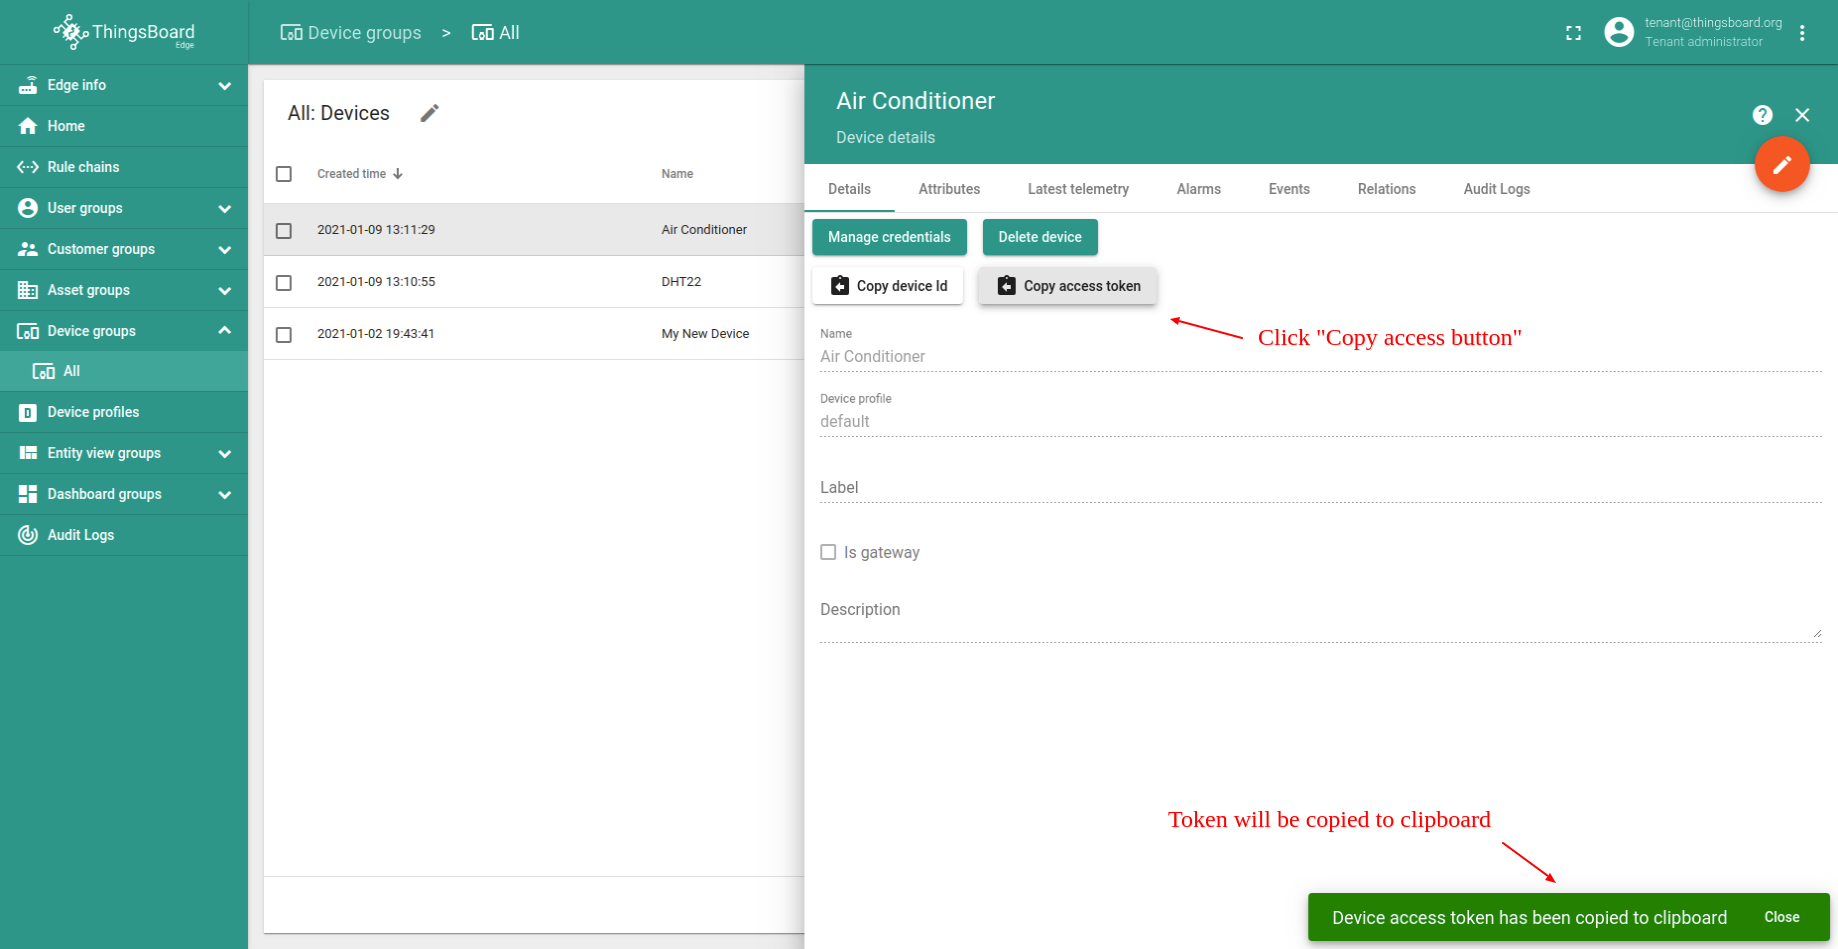 ThingsBoard
Edge
Device groups > All
tenant@thingsboard.org
Tenant administrator
Edge info
Home
Rule chains
User groups
Customer groups
Asset groups
Device groups
All
Device profiles
Entity view groups
Dashboard groups
Audit Logs
All: Devices
Created time Name
2021-01-09 13:11:29 Air Conditioner
2021-01-09 13:10:55 DHT22
2021-01-02 19:43:41 My New Device
Air Conditioner
Device details
Details Attributes Latest telemetry Alarms Events Relations Audit Logs
Manage credentials Delete device
Copy device Id Copy access token
Click "Copy access button"
Name
Air Conditioner
Device profile
default
Label
Is gateway
Description
Token will be copied to clipboard
Device access token has been copied to clipboard Close